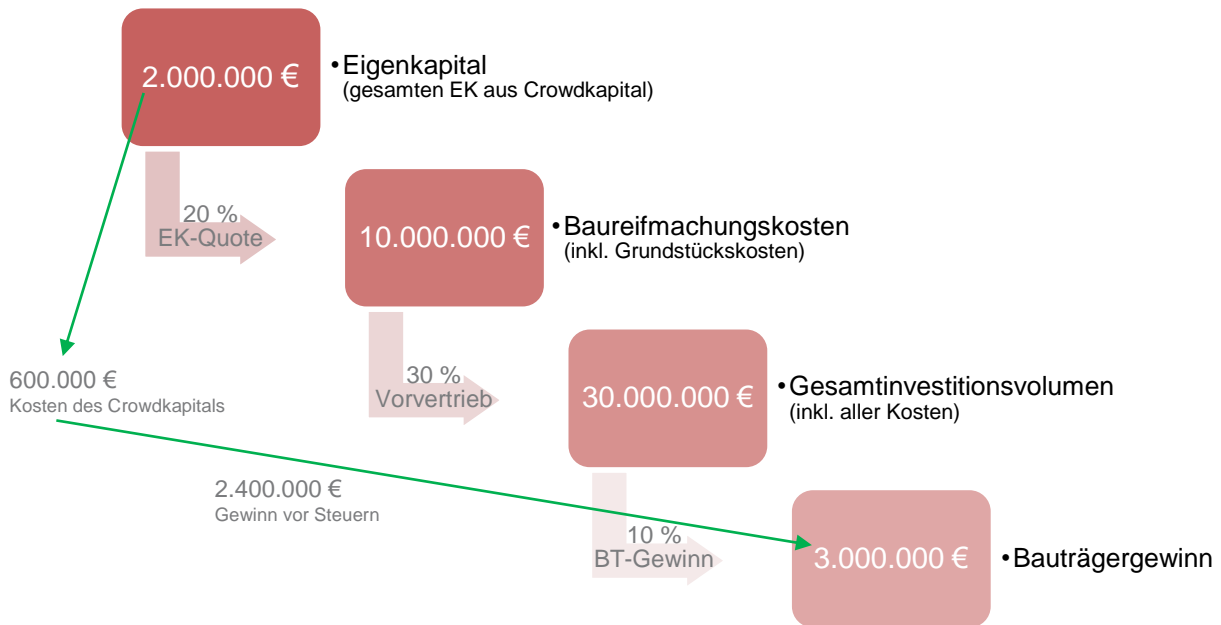 2.000.000 €
•Eigenkapital
(gesamten EK aus Crowdkapital)
20 %
EK-Quote
10.000.000 €
•Baureifmachungskosten
(inkl. Grundstückskosten)
600.000 €
Kosten des Crowdkapitals
30 %
Vorvertrieb
30.000.000 €
•Gesamtinvestitionsvolumen
(inkl. aller Kosten)
2.400.000 €
Gewinn vor Steuern
10 %
BT-Gewinn
3.000.000 €
•Bauträgergewinn